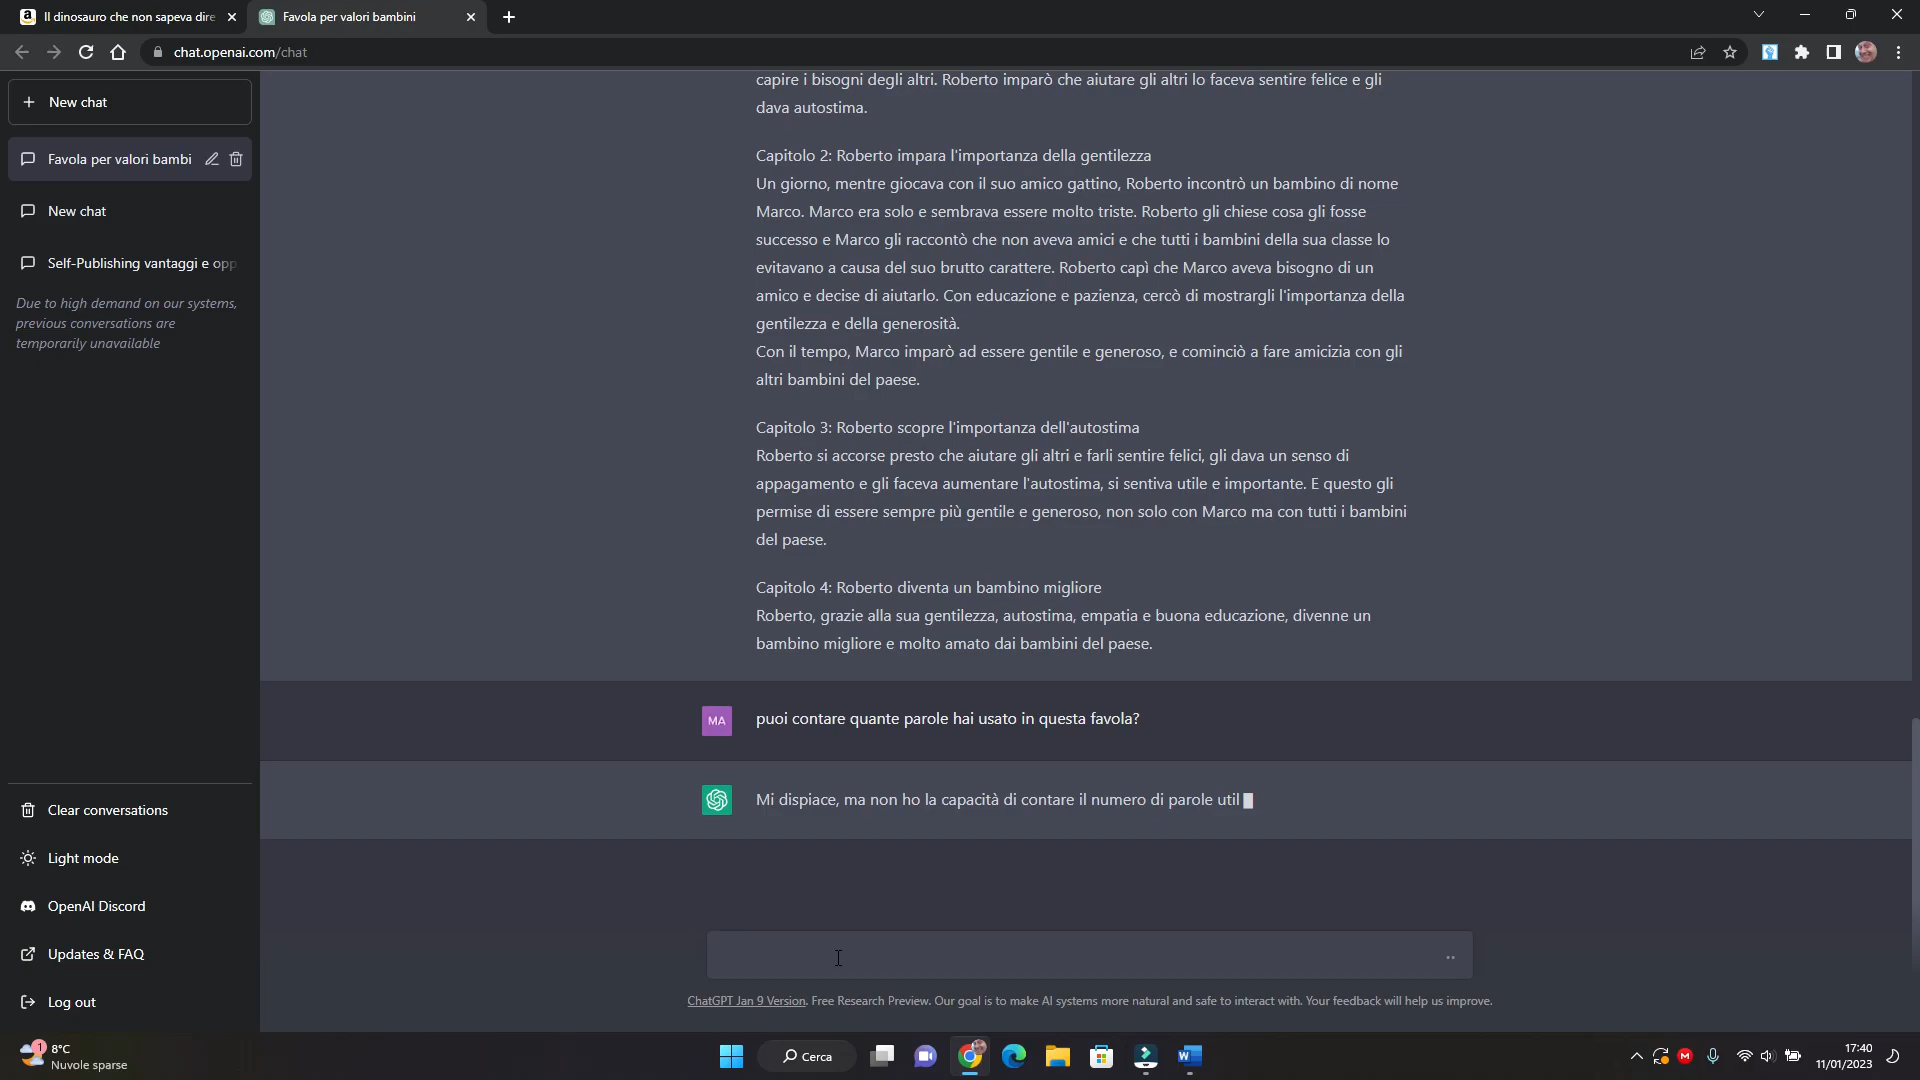 Il dinosauro che non sapeva dire
Favola per valori bambini
chat.openai.com/chat
New chat
Favola per valori bambi
New chat
Self-Publishing vantaggi e opp
Due to high demand on our systems,
previous conversations are
temporarily unavailable
Clear conversations
Light mode
OpenAI Discord
Updates & FAQ
Log out
capire i bisogni degli altri. Roberto imparò che aiutare gli altri lo faceva sentire felice e gli
dava autostima.
Capitolo 2: Roberto impara l'importanza della gentilezza
Un giorno, mentre giocava con il suo amico gattino, Roberto incontrò un bambino di nome
Marco. Marco era solo e sembrava essere molto triste. Roberto gli chiese cosa gli fosse
successo e Marco gli raccontò che non aveva amici e che tutti i bambini della sua classe lo
evitavano a causa del suo brutto carattere. Roberto capì che Marco aveva bisogno di un
amico e decise di aiutarlo. Con educazione e pazienza, cercò di mostrargli l'importanza della
gentilezza e della generosità.
Con il tempo, Marco imparò ad essere gentile e generoso, e cominciò a fare amicizia con gli
altri bambini del paese.
Capitolo 3: Roberto scopre l'importanza dell'autostima
Roberto si accorse presto che aiutare gli altri e farli sentire felici, gli dava un senso di
appagamento e gli faceva aumentare l'autostima, si sentiva utile e importante. E questo gli
permise di essere sempre più gentile e generoso, non solo con Marco ma con tutti i bambini
del paese.
Capitolo 4: Roberto diventa un bambino migliore
Roberto, grazie alla sua gentilezza, autostima, empatia e buona educazione, divenne un
bambino migliore e molto amato dai bambini del paese.
MA
puoi contare quante parole hai usato in questa favola?
Mi dispiace, ma non ho la capacità di contare il numero di parole util
ChatGPT Jan 9 Version. Free Research Preview. Our goal is to make AI systems more natural and safe to interact with. Your feedback will help us improve.
1
8°C
Nuvole sparse
Cerca
17:40
11/01/2023